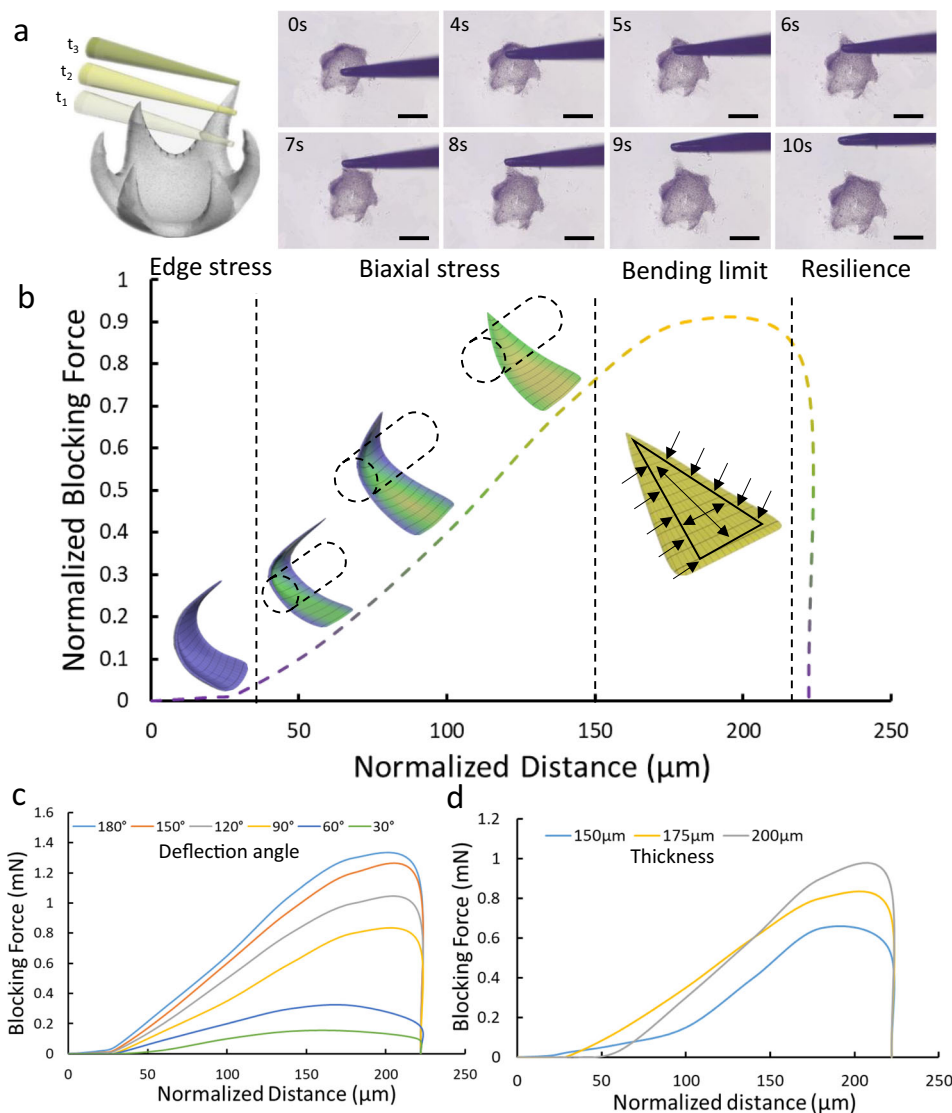 a
t3
t2
t1
0s
4s
5s
6s
7s
8s
9s
10s
Edge stress
Biaxial stress
Bending limit
Resilience
b
Normalized Blocking Force
1
0.9
0.8
0.7
0.6
0.5
0.4
0.3
0.2
0.1
0
0
50
100
150
200
250
Normalized Distance (μm)
c
180° 150° 120° 90° 60° 30°
Deflection angle
Blocking Force (mN)
1.6
1.4
1.2
1
0.8
0.6
0.4
0.2
0
0
50
100
150
200
250
Normalized Distance (μm)
d
150μm 175μm 200μm
Thickness
Blocking Force (mN)
1.2
1
0.8
0.6
0.4
0.2
0
0
50
100
150
200
250
Normalized distance (μm)